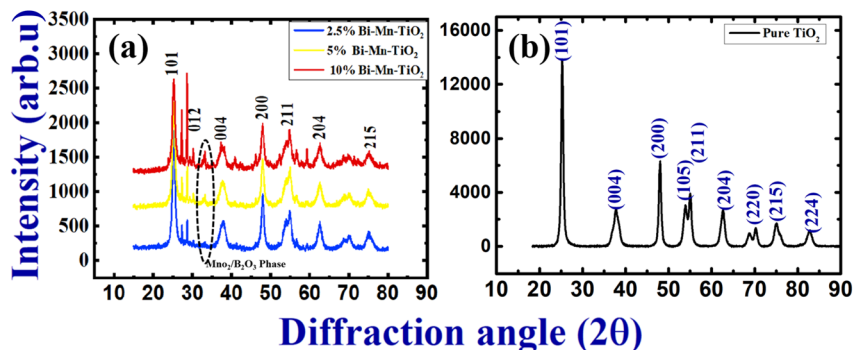 Intensity (arb.u)
(a)
2.5% Bi-Mn-TiO2
5% Bi-Mn-TiO2
10% Bi-Mn-TiO2
3500
3000
2500
2000
1500
1000
500
0
101
012
004
200
211
204
215
Mno2/B2O3 Phase
10 20 30 40 50 60 70 80 90
(b)
Pure TiO2
16000
12000
8000
4000
0
(101)
(004)
(200)
(105)
(211)
(204)
(220)
(215)
(224)
10 20 30 40 50 60 70 80 90
Diffraction angle (2θ)